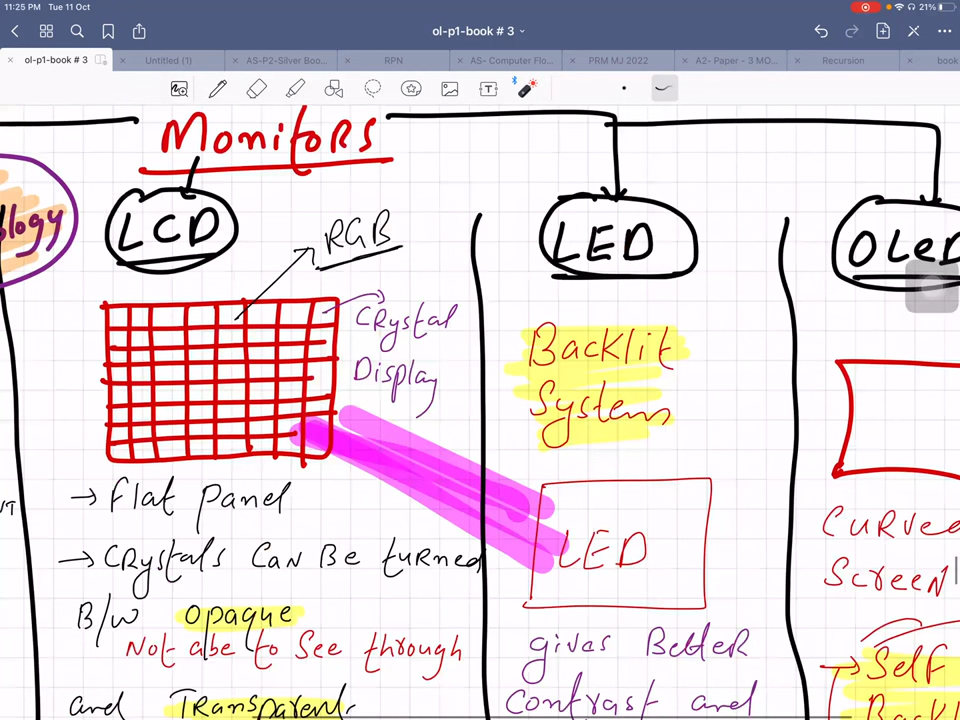 11:25 PM Tue 11 Oct
21%
ol-p1-book # 3
ol-p1-book # 3
Untitled (1)
AS-P2-Silver Boo...
RPN
AS- Computer Flo...
PRM MJ 2022
A2- Paper - 3 MO...
Recursion
book
Monitors
ology
LCD
LED
OLeD
RGB
CRystal
Display
Backlit
System
→ Flat panel
LED
CURVe
SCREEN
→ CRystals Can Be turned
B/W opaque
Not abe to See through
gives Better
→ Self
and TRansparent
Contrast and
Back